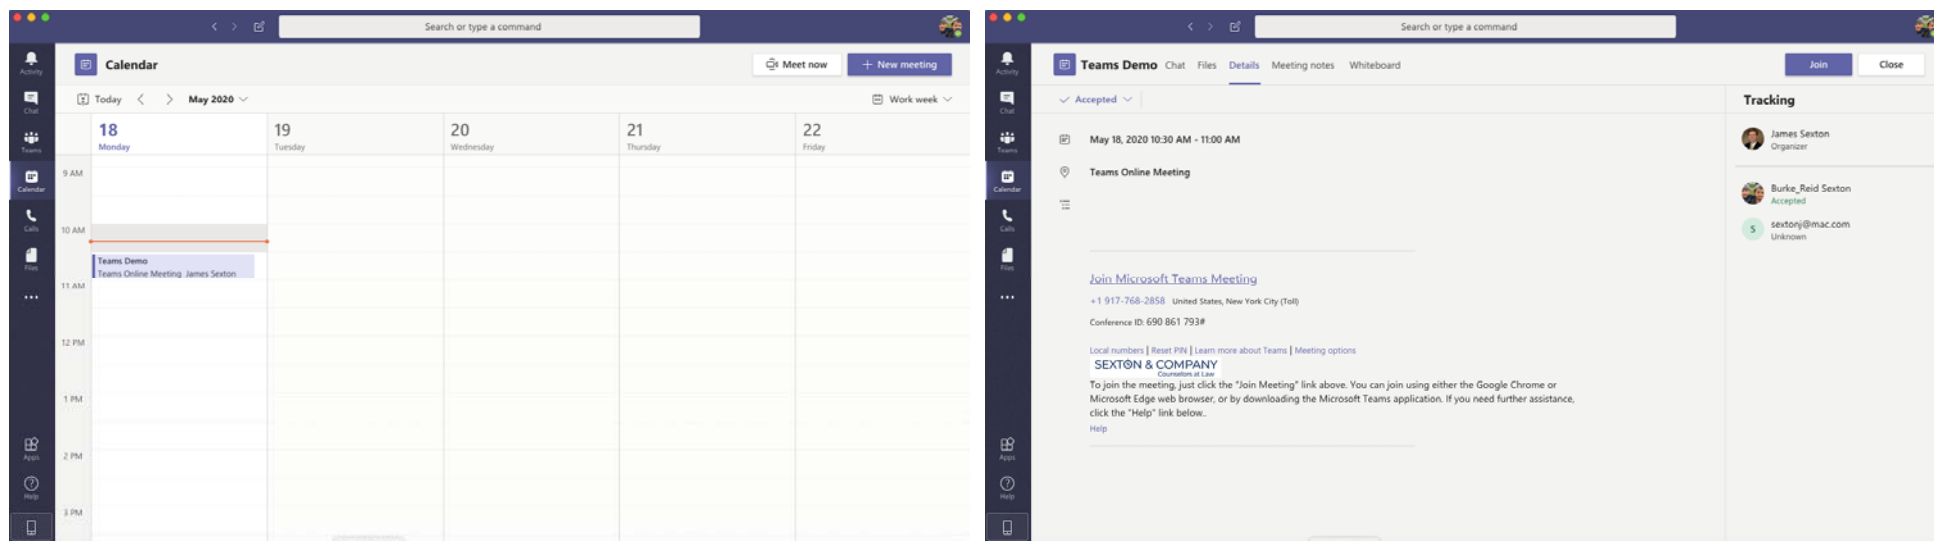 Search or type a command
Activity
Chat
Teams
Calendar
Calls
Files
Apps
Help
Calendar
Meet now
+ New meeting
Today
May 2020
Work week
18
Monday
19
Tuesday
20
Wednesday
21
Thursday
22
Friday
9 AM
10 AM
11 AM
12 PM
1 PM
2 PM
3 PM
Teams Demo
Teams Online Meeting James Sexton
Search or type a command
Activity
Chat
Teams
Calendar
Calls
Files
Apps
Help
Teams Demo Chat Files Details Meeting notes Whiteboard
Join
Close
Accepted
May 18, 2020 10:30 AM - 11:00 AM
Teams Online Meeting
Join Microsoft Teams Meeting
+1 917-768-2858 United States, New York City (Toll)
Conference ID: 690 861 793#
Local numbers | Reset PIN | Learn more about Teams | Meeting options
SEXTON & COMPANY
Counselors at Law
To join the meeting, just click the "Join Meeting" link above. You can join using either the Google Chrome or
Microsoft Edge web browser, or by downloading the Microsoft Teams application. If you need further assistance,
click the "Help" link below..
Help
Tracking
James Sexton
Organizer
Burke_Reid Sexton
Accepted
S
sextonj@mac.com
Unknown